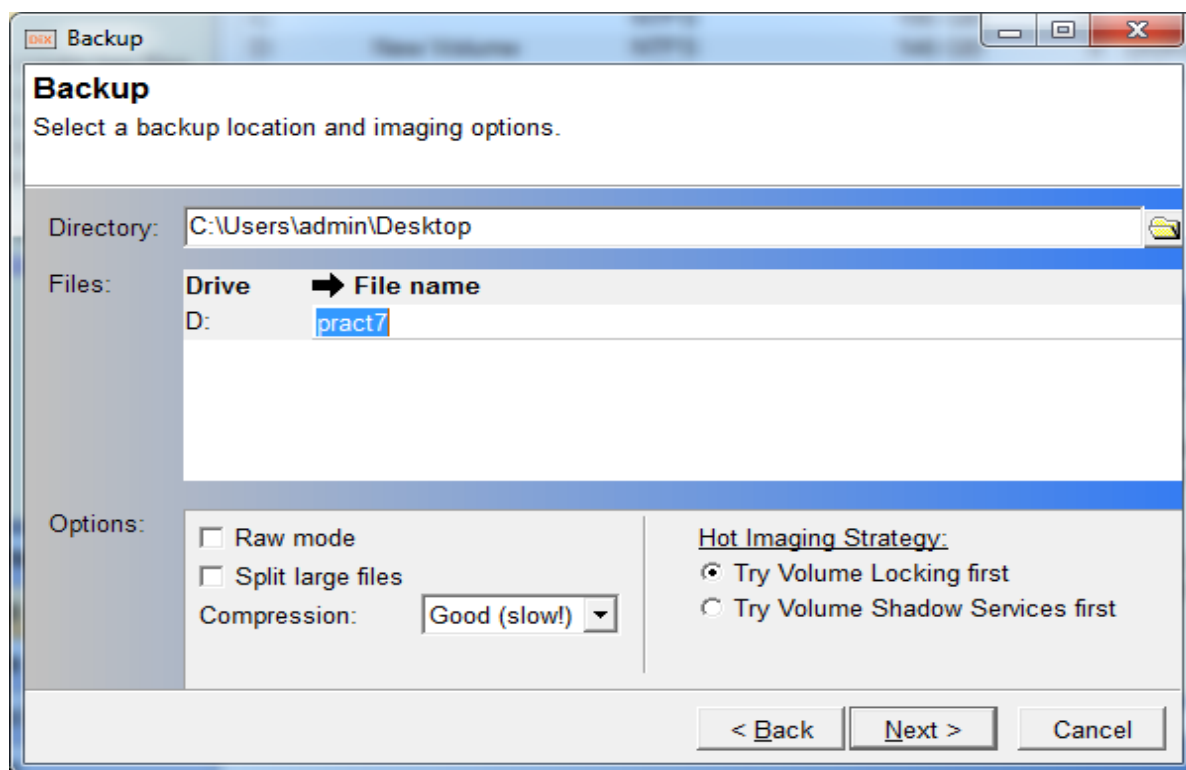 DiX Backup
Backup
Select a backup location and imaging options.
Directory: C:\Users\admin\Desktop
Files: Drive File name
D: pract7
Options:
Raw mode
Split large files
Compression: Good (slow!)
Hot Imaging Strategy:
Try Volume Locking first
Try Volume Shadow Services first
< Back Next > Cancel